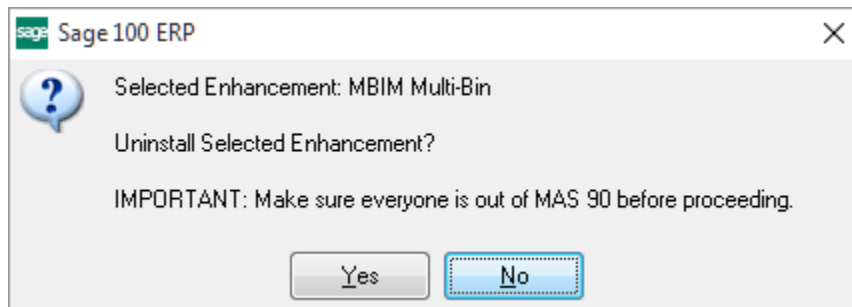 sage Sage 100 ERP
Selected Enhancement: MBIM Multi-Bin
Uninstall Selected Enhancement?
IMPORTANT: Make sure everyone is out of MAS 90 before proceeding.
Yes No